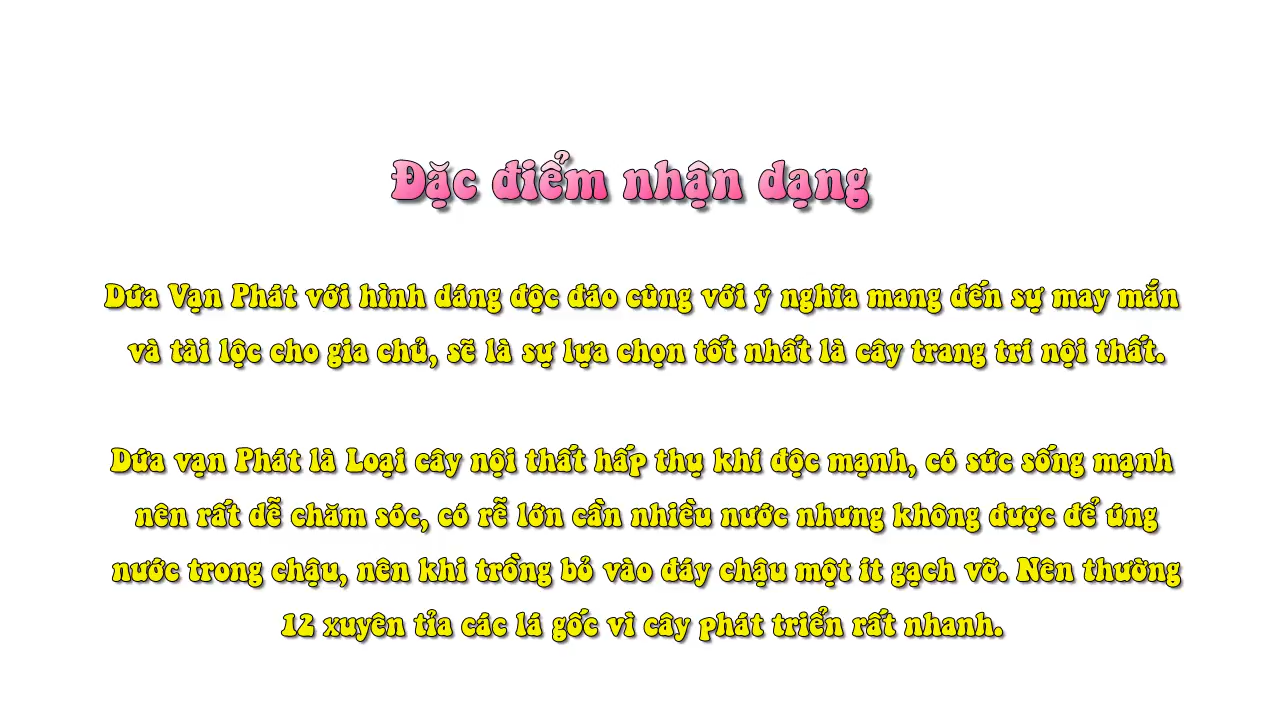 Đặc điểm nhận dạng
Dứa Vạn Phát với hình dáng độc đáo cùng với ý nghĩa mang đến sự may mắn
và tài lộc cho gia chủ, sẽ là sự lựa chọn tốt nhất là cây trang trí nội thất.
Dứa vạn Phát là Loại cây nội thất hấp thụ khí độc mạnh, có sức sống mạnh
nên rất dễ chăm sóc, có rễ lớn cần nhiều nước nhưng không được để úng
nước trong chậu, nên khi trồng bỏ vào đáy chậu một ít gạch vỡ. Nên thường
12 xuyên tỉa các lá gốc vì cây phát triển rất nhanh.